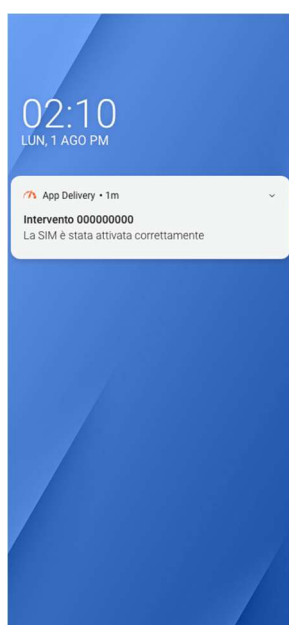 02:10
LUN, 1 AGO PM
App Delivery • 1m
Intervento 000000000
La SIM è stata attivata correttamente